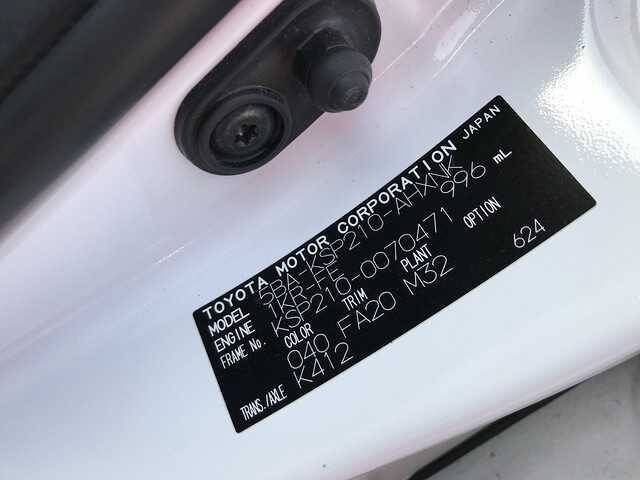 TOYOTA MOTOR CORPORATION JAPAN
MODEL 5BA-KSP210-AHXNK
ENGINE 1KR-FE 996 mL
FRAME No. KSP210-0070471
COLOR TRIM PLANT OPTION
040 FA20 M32 624
TRANS./AXLE K412